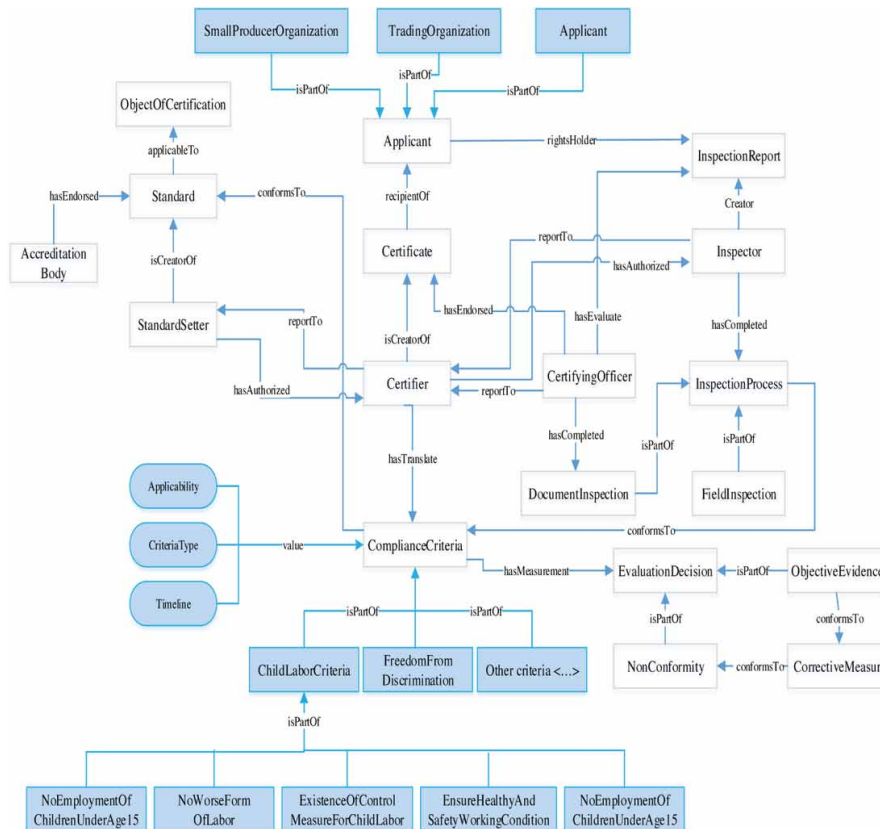 SmallProducerOrganization
TradingOrganization
Applicant
isPartOf
isPartOf
isPartOf
ObjectOfCertification
Applicant
rightsHolder
InspectionReport
applicableTo
hasEndorsed
Standard
conformsTo
recipientOf
Creator
Accreditation
Body
Certificate
reportTo
Inspector
isCreatorOf
hasAuthorized
StandardSetter
reportTo
hasEndorsed
hasEvaluate
hasCompleted
isCreatorOf
hasAuthorized
Certifier
reportTo
CertifyingOfficer
InspectionProcess
hasTranslate
hasCompleted
isPartOf
isPartOf
Applicability
DocumentInspection
FieldInspection
CriteriaType
value
ComplianceCriteria
conformsTo
hasMeasurement
EvaluationDecision
isPartOf
ObjectiveEvidence
Timeline
isPartOf
isPartOf
isPartOf
conformsTo
ChildLaborCriteria
FreedomFrom
Discrimination
Other criteria <...>
NonConformity
conformsTo
CorrectiveMeasur
isPartOf
NoEmploymentOf
ChildrenUnderAge15
NoWorseForm
OfLabor
ExistenceOfControl
MeasureForChildLabor
EnsureHealthyAnd
SafetyWorkingCondition
NoEmploymentOf
ChildrenUnderAge15